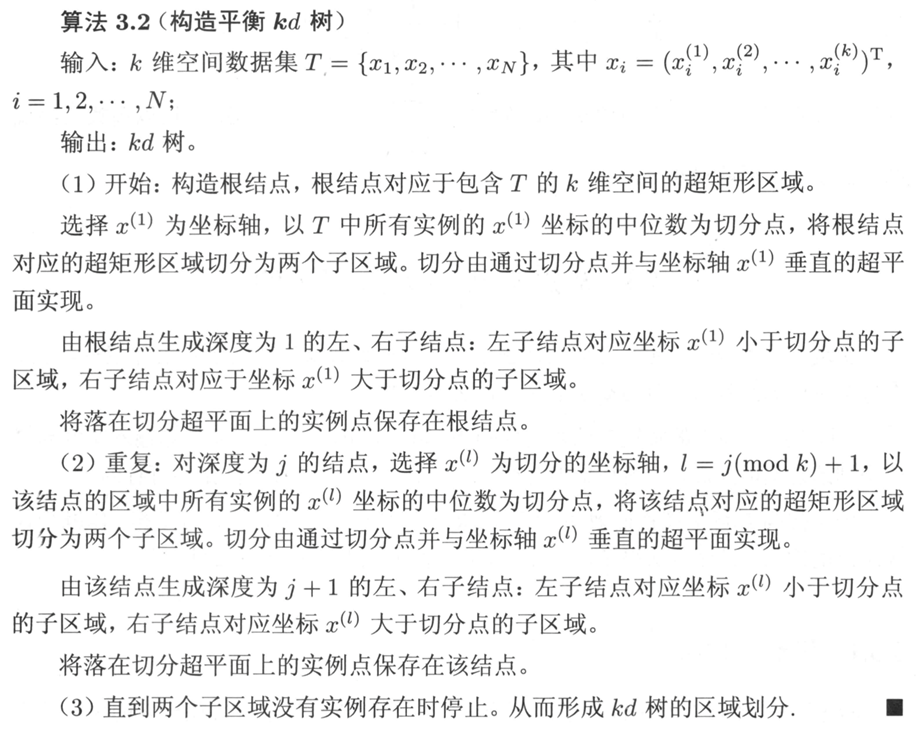 算法 3.2(构造平衡 kd 树)
输入: k 维空间数据集 T = {x₁, x₂, ⋯, x_N}, 其中 xᵢ = (xᵢ⁽¹⁾, xᵢ⁽²⁾, ⋯, xᵢ⁽ᵏ⁾)ᵀ,
i = 1, 2, ⋯, N;
输出: kd 树。
(1) 开始: 构造根结点, 根结点对应于包含 T 的 k 维空间的超矩形区域。
选择 x⁽¹⁾ 为坐标轴, 以 T 中所有实例的 x⁽¹⁾ 坐标的中位数为切分点, 将根结点
对应的超矩形区域切分为两个子区域。切分由通过切分点并与坐标轴 x⁽¹⁾ 垂直的超平
面实现。
由根结点生成深度为 1 的左、右子结点: 左子结点对应坐标 x⁽¹⁾ 小于切分点的子
区域, 右子结点对应于坐标 x⁽¹⁾ 大于切分点的子区域。
将落在切分超平面上的实例点保存在根结点。
(2) 重复: 对深度为 j 的结点, 选择 x⁽ˡ⁾ 为切分的坐标轴, l = j(mod k) + 1, 以
该结点的区域中所有实例的 x⁽ˡ⁾ 坐标的中位数为切分点, 将该结点对应的超矩形区域
切分为两个子区域。切分由通过切分点并与坐标轴 x⁽ˡ⁾ 垂直的超平面实现。
由该结点生成深度为 j + 1 的左、右子结点: 左子结点对应坐标 x⁽ˡ⁾ 小于切分点
的子区域, 右子结点对应坐标 x⁽ˡ⁾ 大于切分点的子区域。
将落在切分超平面上的实例点保存在该结点。
(3) 直到两个子区域没有实例存在时停止。从而形成 kd 树的区域划分. ■